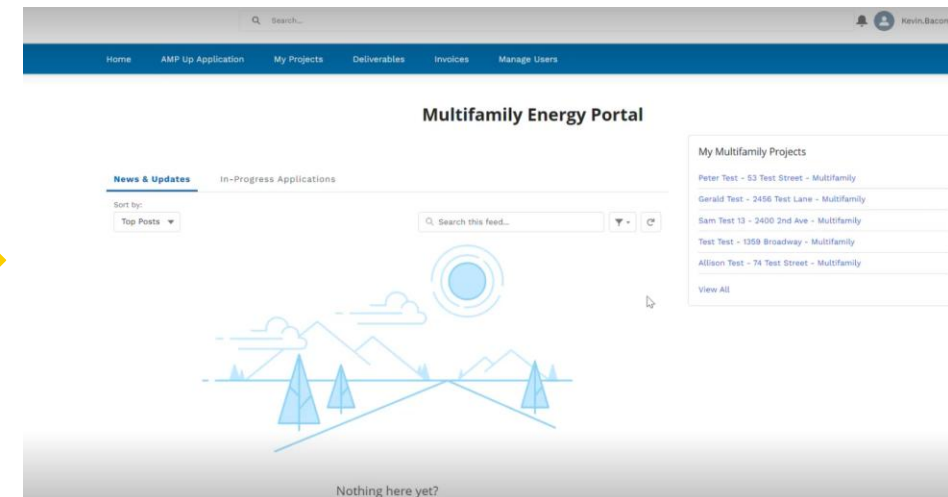 Search...
Kevin.Bacon
Home AMP Up Application My Projects Deliverables Invoices Manage Users
Multifamily Energy Portal
News & Updates In-Progress Applications
Sort by:
Top Posts
Search this feed...
Nothing here yet?
My Multifamily Projects
Peter Test - 53 Test Street - Multifamily
Gerald Test - 2456 Test Lane - Multifamily
Sam Test 13 - 2400 2nd Ave - Multifamily
Test Test - 1359 Broadway - Multifamily
Allison Test - 74 Test Street - Multifamily
View All